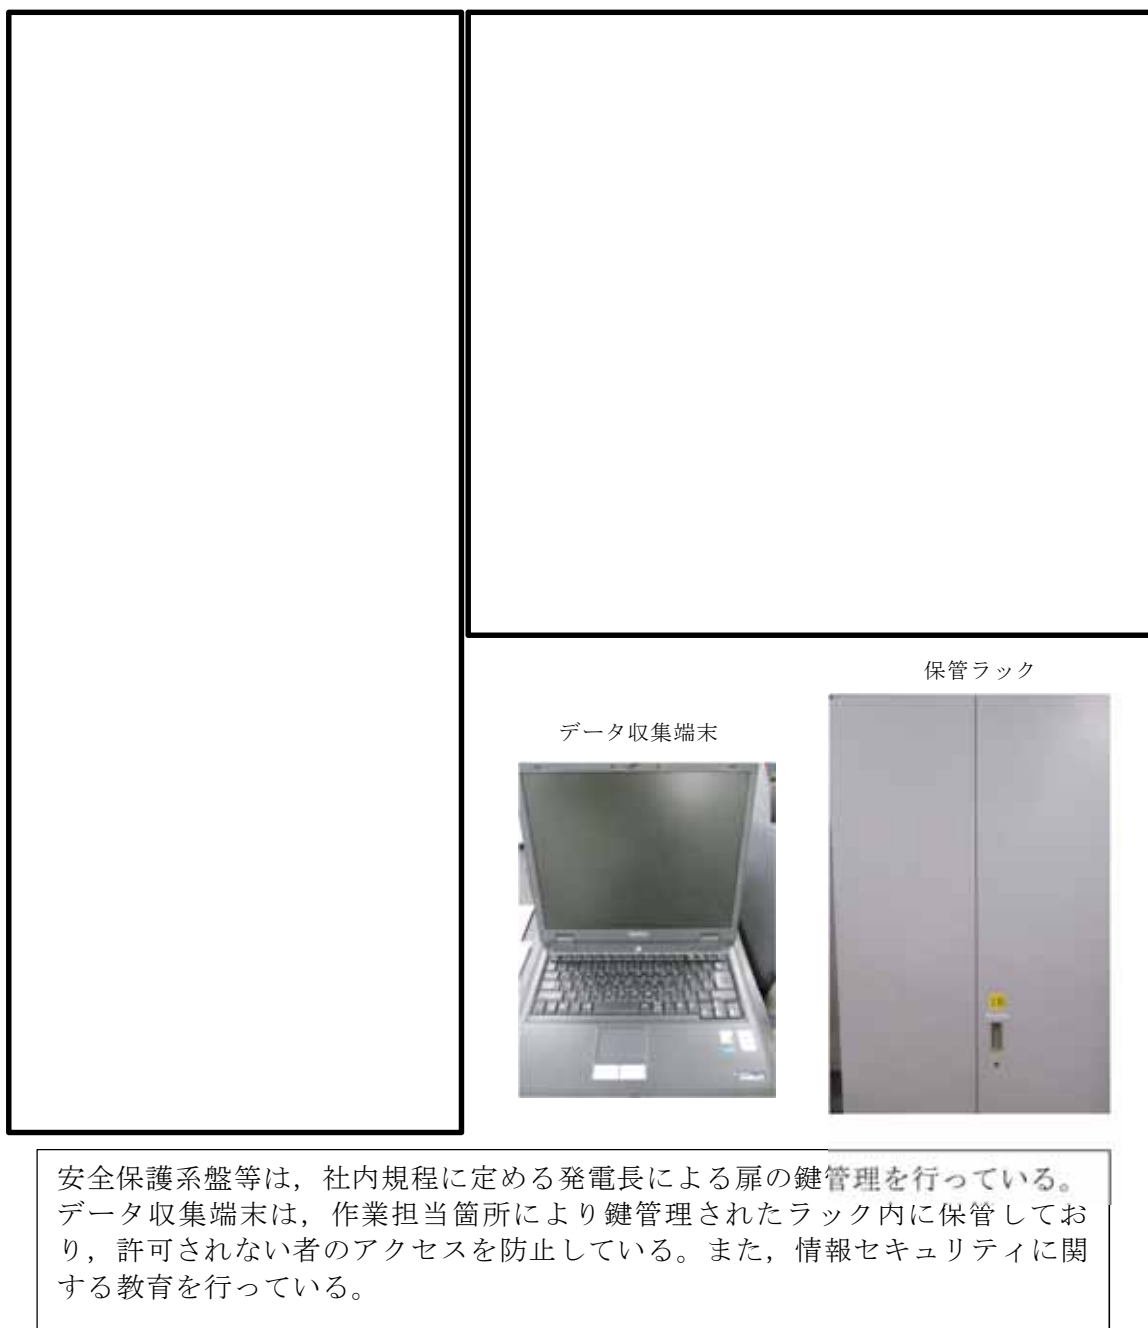 保管ラック
データ収集端末
安全保護系盤等は，社内規程に定める発電長による扉の鍵管理を行っている。
データ収集端末は，作業担当箇所により鍵管理されたラック内に保管してお
り，許可されない者のアクセスを防止している。また，情報セキュリティに関
する教育を行っている。